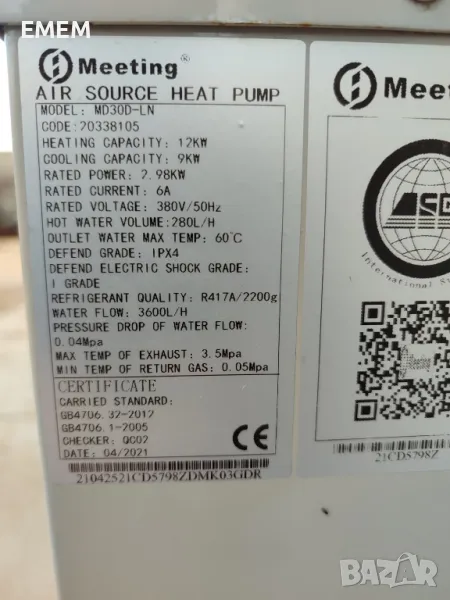 EMEM
Meeting®
AIR SOURCE HEAT PUMP
MODEL: MD30D-LN
CODE:20338105
HEATING CAPACITY: 12KW
COOLING CAPACITY: 9KW
RATED POWER: 2.98KW
RATED CURRENT: 6A
RATED VOLTAGE: 380V/50Hz
HOT WATER VOLUME:280L/H
OUTLET WATER MAX TEMP: 60℃
DEFEND GRADE: IPX4
DEFEND ELECTRIC SHOCK GRADE:
I GRADE
REFRIGERANT QUALITY: R417A/2200g
WATER FLOW: 3600L/H
PRESSURE DROP OF WATER FLOW:
0.04Mpa
MAX TEMP OF EXHAUST: 3.5Mpa
MIN TEMP OF RETURN GAS: 0.05Mpa
CERTIFICATE
CARRIED STANDARD:
GB4706.32-2012
GB4706.1-2005
CHECKER: QC02
DATE: 04/2021
CE
21042521CD5798ZDMK03GDR
Meet
International
21CD5798Z
bazar.bg